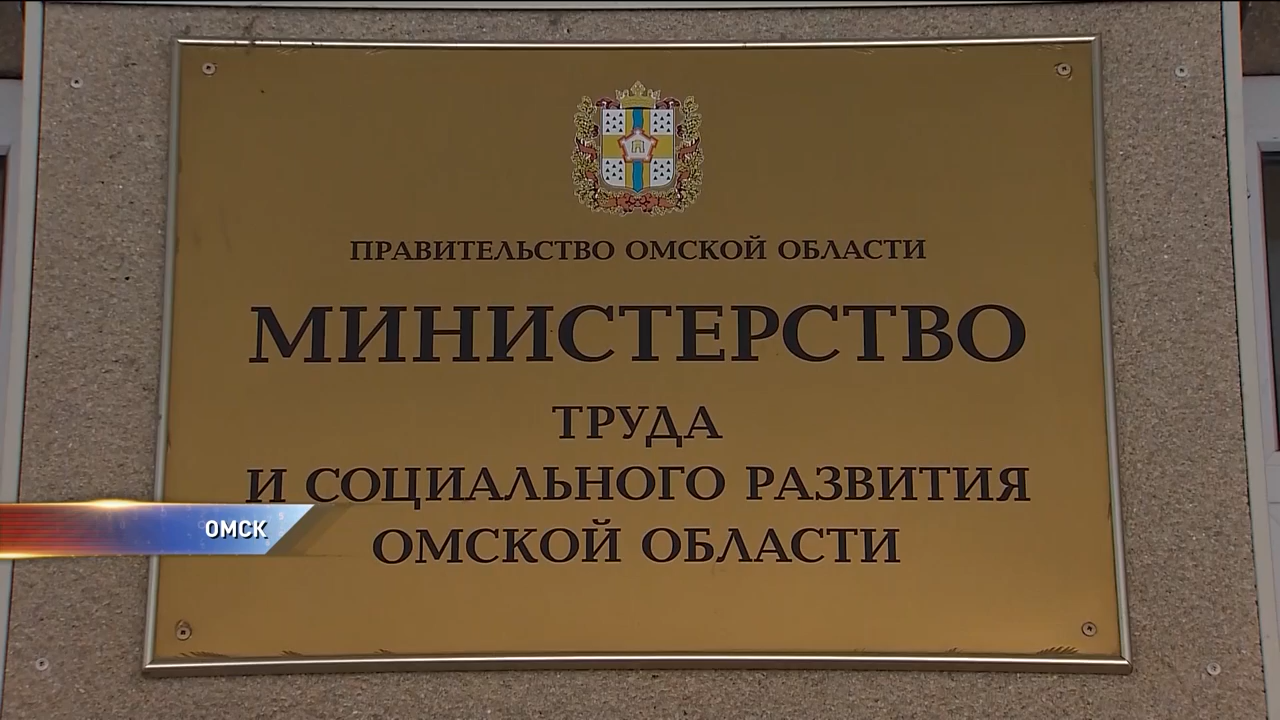 ПРАВИТЕЛЬСТВО ОМСКОЙ ОБЛАСТИ
МИНИСТЕРСТВО
ТРУДА
И СОЦИАЛЬНОГО РАЗВИТИЯ
ОМСКОЙ ОБЛАСТИ
ОМСК